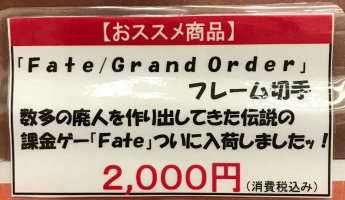 【おススメ商品】
「Fate/Grand Order」
フレーム切手
数多の廃人を作り出してきた伝説の
課金ゲー「Fate」ついに入荷しましたッ!
2,000円(消費税込み)